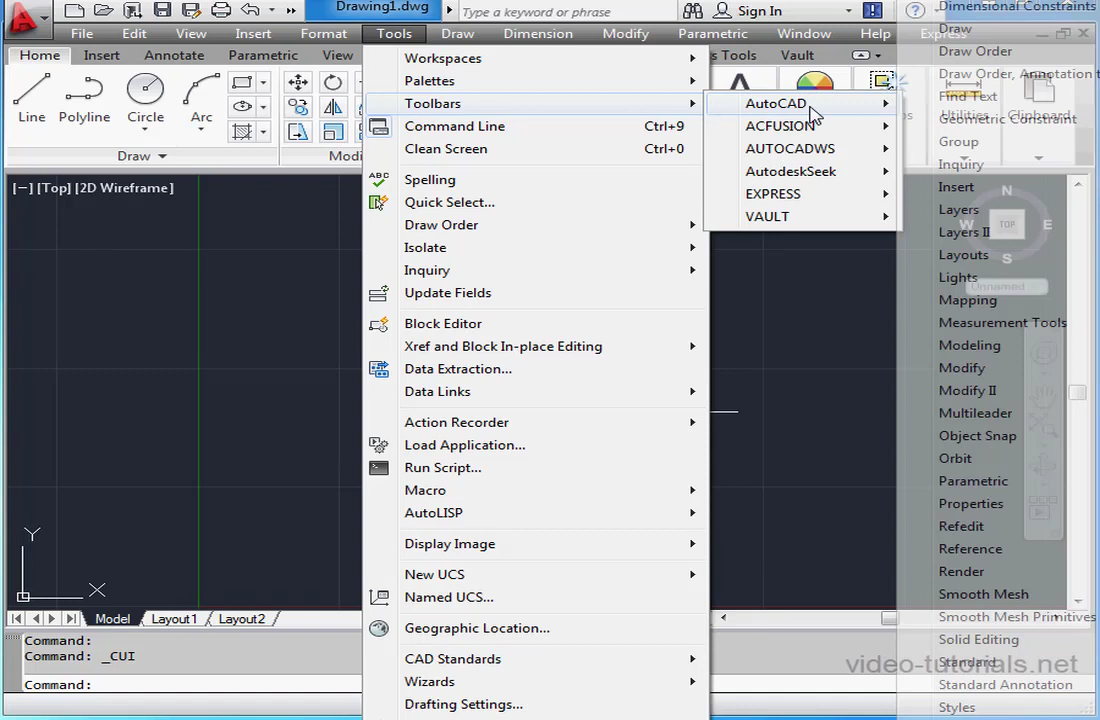 Drawing1.dwg
Type a keyword or phrase
Sign In
File Edit View Insert Format Tools Draw Dimension Modify Parametric Window Help Express
Home Insert Annotate Parametric View
s Tools Vault
Line Polyline Circle Arc
Utilities Clipboard
Draw
Modi
[−] [Top] [2D Wireframe]
Workspaces
Palettes
Toolbars
Command Line Ctrl+9
Clean Screen Ctrl+0
Spelling
Quick Select...
Draw Order
Isolate
Inquiry
Update Fields
Block Editor
Xref and Block In-place Editing
Data Extraction...
Data Links
Action Recorder
Load Application...
Run Script...
Macro
AutoLISP
Display Image
New UCS
Named UCS...
Geographic Location...
CAD Standards
Wizards
Drafting Settings...
AutoCAD
ACFUSION
AUTOCADWS
AutodeskSeek
EXPRESS
VAULT
Dimensional Constraints
Draw
Draw Order
Draw Order, Annotation t
Find Text
Geometric Constraint
Group
Inquiry
Insert
Layers
Layers II
Layouts
Lights
Mapping
Measurement Tools
Modeling
Modify
Modify II
Multileader
Object Snap
Orbit
Parametric
Properties
Refedit
Reference
Render
Smooth Mesh
Smooth Mesh Primitives
Solid Editing
Standard
Standard Annotation
Styles
N
W TOP E
S
Unnamed
Y
X
Model Layout1 Layout2
Command:
Command: _CUI
Command:
video-tutorials.net